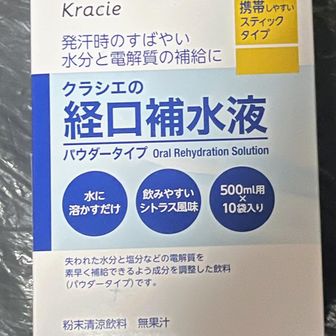 Kracie
発汗時のすばやい
水分と電解質の補給に
携帯しやすい
スティック
タイプ
クラシエの
経口補水液
パウダータイプ Oral Rehydration Solution
水に
溶かすだけ
飲みやすい
シトラス風味
500ml用
×
10袋入り
失われた水分と塩分などの電解質を
素早く補給できるよう成分を調整した飲料
(パウダータイプ)です。
粉末清涼飲料 無果汁